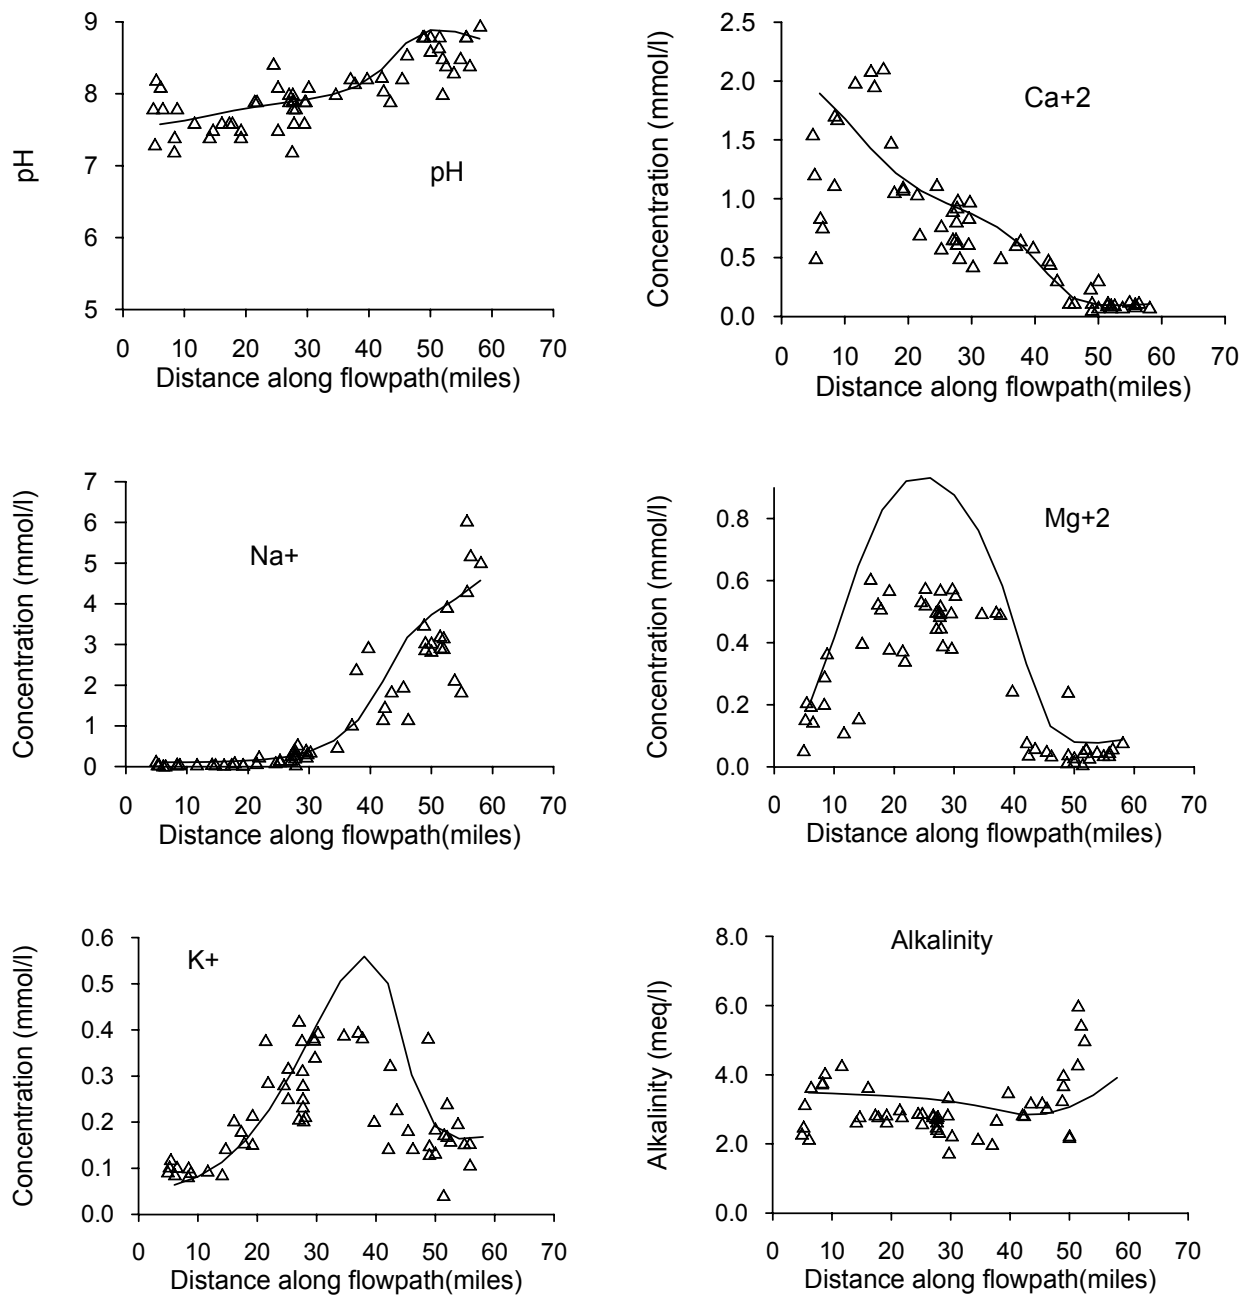 9
8
7
6
5
pH
pH
0 10 20 30 40 50 60 70
Distance along flowpath(miles)
2.5
2.0
1.5
1.0
0.5
0.0
Concentration (mmol/l)
Ca+2
0 10 20 30 40 50 60 70
Distance along flowpath(miles)
7
6
5
4
3
2
1
0
Concentration (mmol/l)
Na+
0 10 20 30 40 50 60 70
Distance along flowpath(miles)
0.8
0.6
0.4
0.2
0.0
Concentration (mmol/l)
Mg+2
0 10 20 30 40 50 60 70
Distance along flowpath(miles)
0.6
0.5
0.4
0.3
0.2
0.1
0.0
Concentration (mmol/l)
K+
0 10 20 30 40 50 60 70
Distance along flowpath(miles)
8.0
6.0
4.0
2.0
0.0
Alkalinity (meq/l)
Alkalinity
0 10 20 30 40 50 60 70
Distance along flowpath(miles)